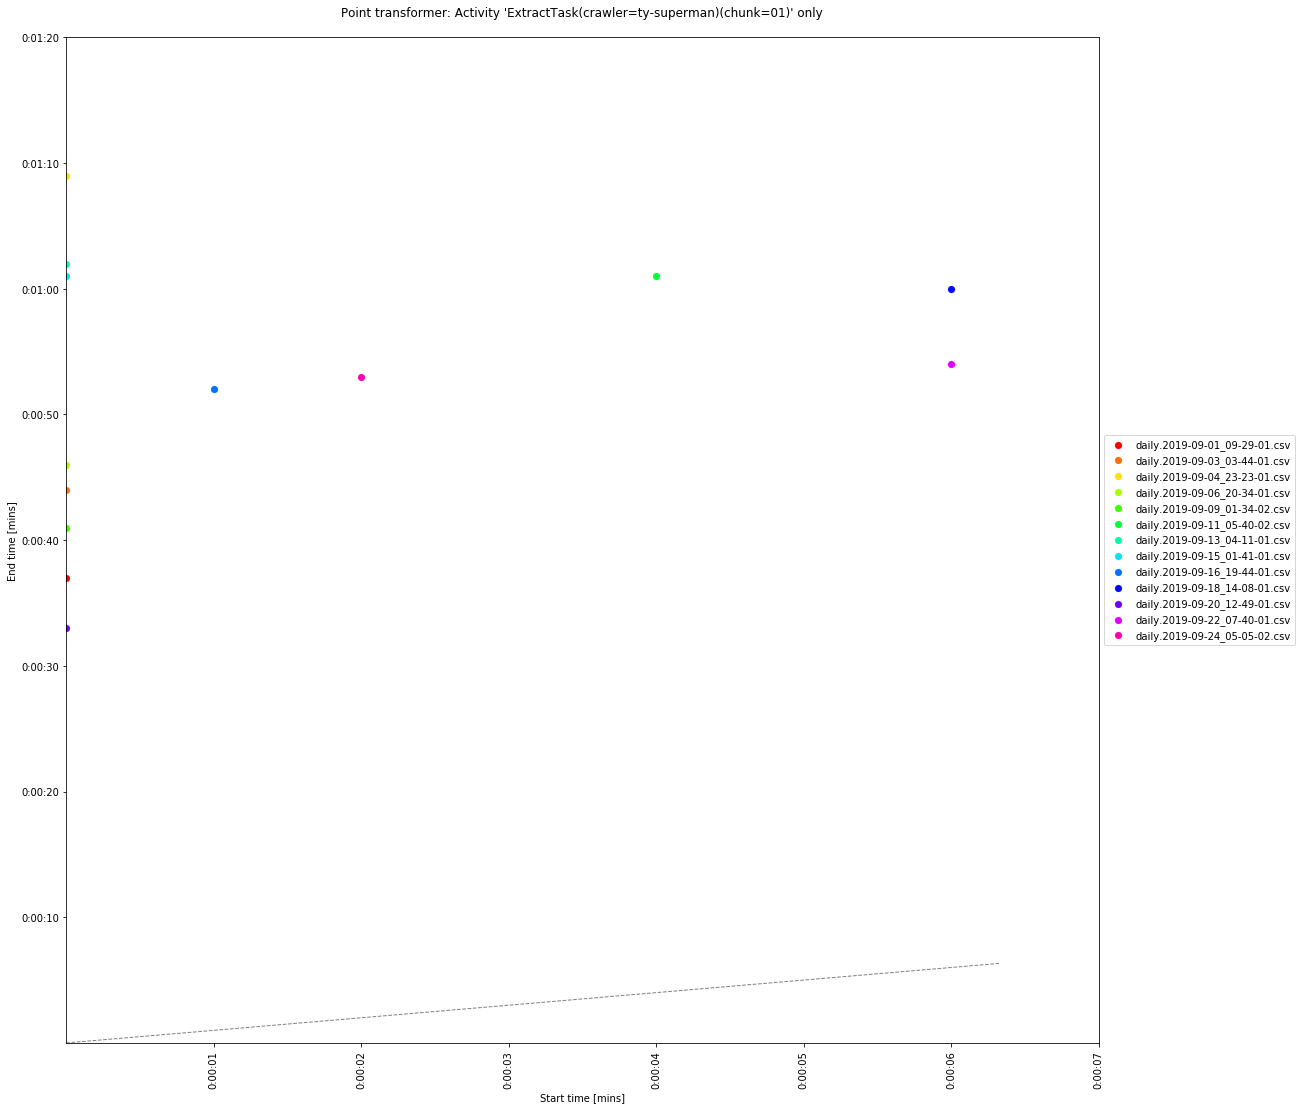 Point transformer: Activity 'ExtractTask(crawler=ty-superman)(chunk=01)' only
0:01:20
0:01:10
0:01:00
0:00:50
0:00:40
0:00:30
0:00:20
0:00:10
End time [mins]
0:00:01
0:00:02
0:00:03
0:00:04
0:00:05
0:00:06
0:00:07
Start time [mins]
daily.2019-09-01_09-29-01.csv
daily.2019-09-03_03-44-01.csv
daily.2019-09-04_23-23-01.csv
daily.2019-09-06_20-34-01.csv
daily.2019-09-09_01-34-02.csv
daily.2019-09-11_05-40-02.csv
daily.2019-09-13_04-11-01.csv
daily.2019-09-15_01-41-01.csv
daily.2019-09-16_19-44-01.csv
daily.2019-09-18_14-08-01.csv
daily.2019-09-20_12-49-01.csv
daily.2019-09-22_07-40-01.csv
daily.2019-09-24_05-05-02.csv